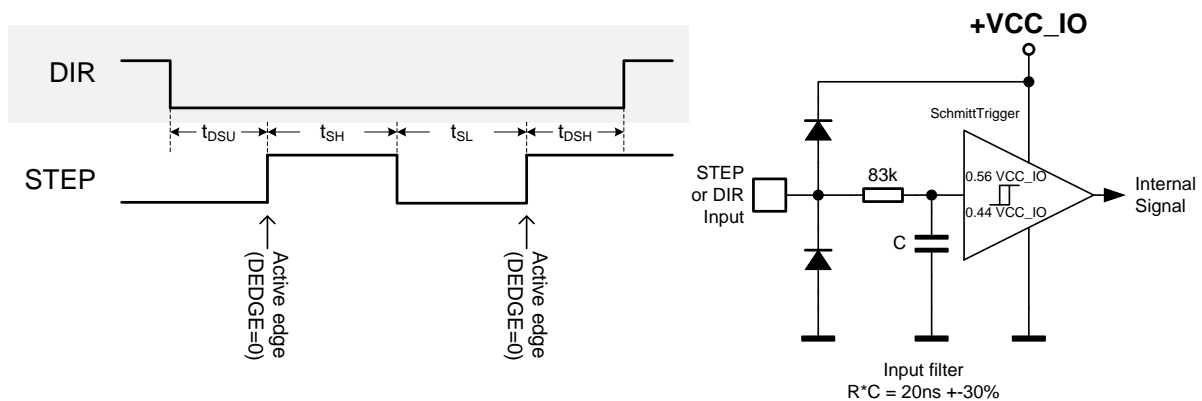 DIR
tDSU
tSH
tSL
tDSH
STEP
Active edge
(DEDGE=0)
Active edge
(DEDGE=0)
+VCC_IO
SchmittTrigger
83k
0.56 VCC_IO
0.44 VCC_IO
STEP
or DIR
Input
Internal
Signal
C
Input filter
R*C = 20ns +-30%